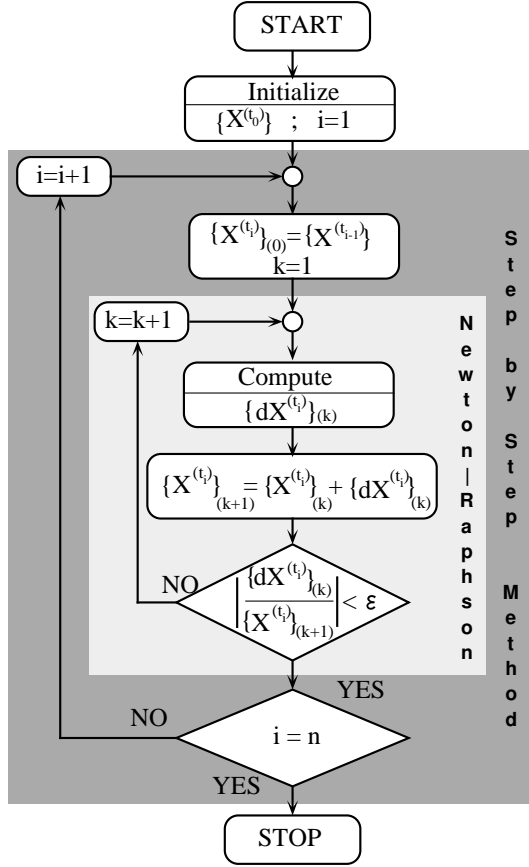 START
Initialize
{X^(t_0)} ; i=1
i=i+1
{X^(t_i)}_(0)={X^(t_{i-1})}
k=1
k=k+1
Compute
{dX^(t_i)}_(k)
{X^(t_i)}_(k+1)={X^(t_i)}_(k)+{dX^(t_i)}_(k)
NO
|{dX^(t_i)}_(k)
{X^(t_i)}_(k+1)|< ε
YES
NO
i = n
YES
STOP
Newton|Raphson
Step by Step Method